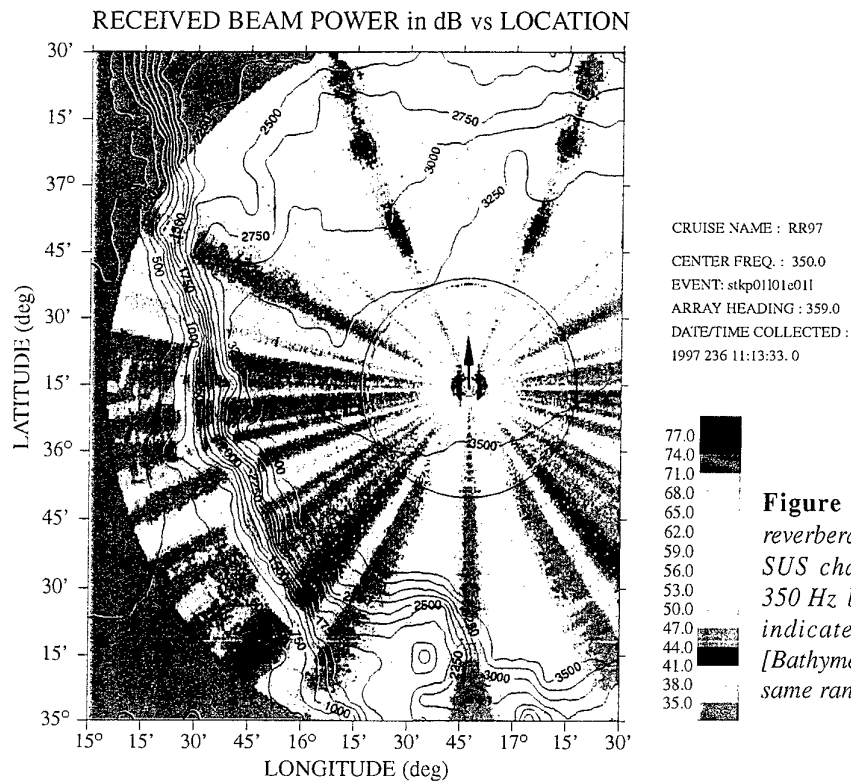 RECEIVED BEAM POWER in dB vs LOCATION
30'
15'
37°
45'
30'
15'
36°
45'
30'
15'
35°
LATITUDE (deg)
15° 15' 30' 45' 16° 15' 30' 45' 17° 15' 30'
LONGITUDE (deg)
2500
2750
3000
3250
2750
1500
500
1750
1000
3500
2500
3500
3000
1000
CRUISE NAME : RR97
CENTER FREQ. : 350.0
EVENT: stkp01101e011
ARRAY HEADING : 359.0
DATE/TIME COLLECTED :
1997 236 11:13:33. 0
77.0
74.0
71.0
68.0
65.0
62.0
59.0
56.0
53.0
50.0
47.0
44.0
41.0
38.0
35.0
Figure
reverbera
SUS cha
350 Hz b
indicate
[Bathyme
same ran